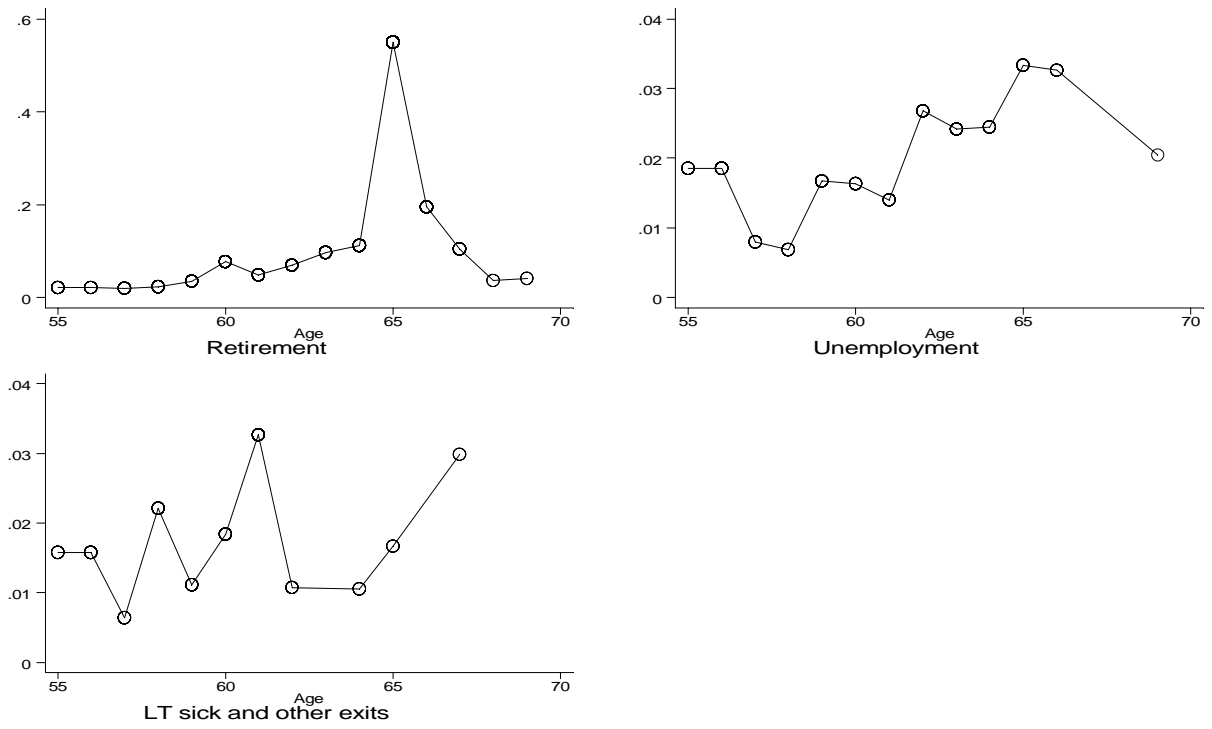 .6
.4
.2
0
55 60 65 70
Age
Retirement
.04
.03
.02
.01
0
55 60 65 70
Age
Unemployment
.04
.03
.02
.01
0
55 60 65 70
Age
LT sick and other exits